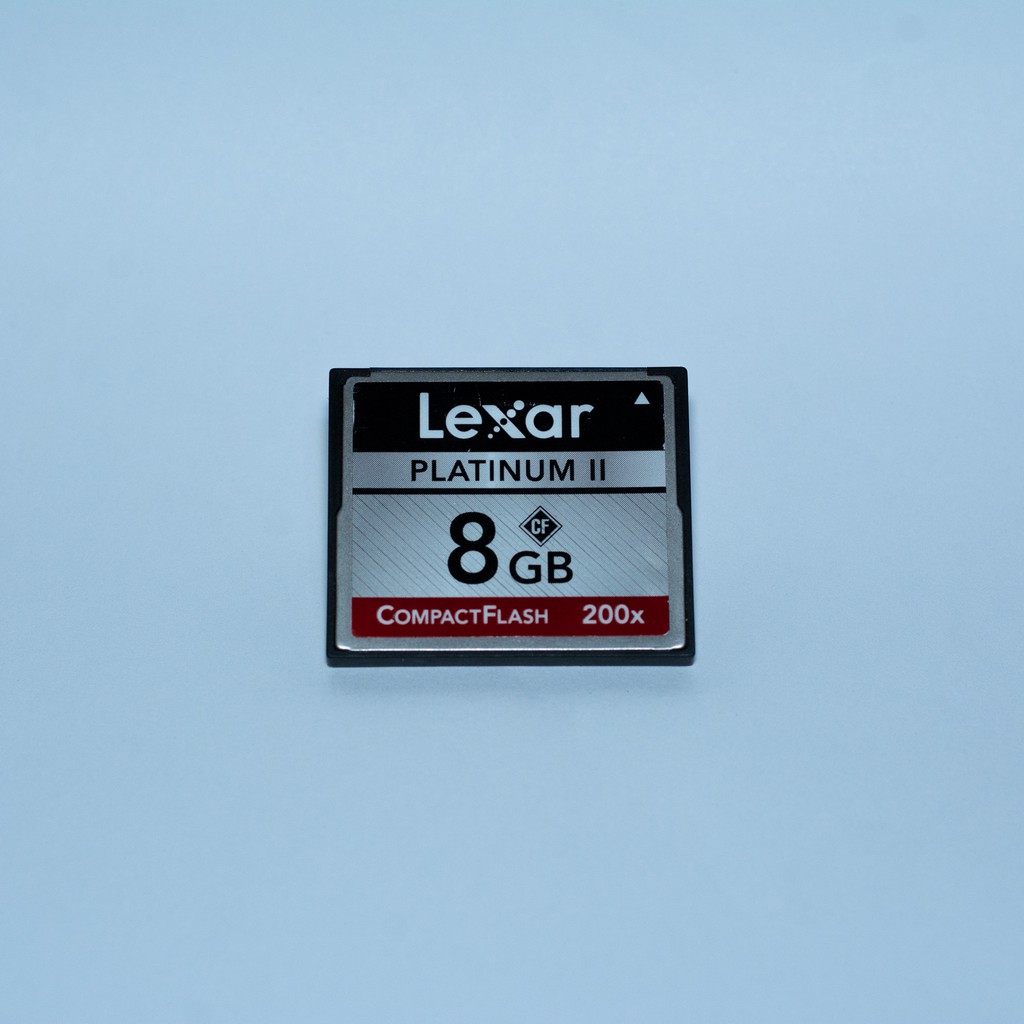 Lexar
PLATINUM II
CF
8 GB
COMPACTFLASH 200x